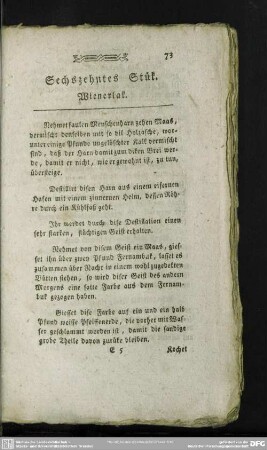 73
Sechszehntes Stük.
Wienerlak.
Nehmet faulen Menschenharn zehen Maas,
vermischt denselben mit so vil Holzasche, wor-
unter einige Pfunde ungelöschter Kalk vermischt
sind, daß der Harn damit zum diken Brei wer-
de, damit er nicht, wie er gewohnt ist, zu tun,
übersteige.
Destillirt disen Harn aus einem eisernen
Hafen mit einem zinnernen Helm, dessen Röh-
re durch ein Kühlfaß geht.
Ihr werdet durch dise Destillation einen
sehr starken, flüchtigen Geist erhalten.
Nehmet von disem Geist ein Maas, gies-
set ihn über zwei Pfund Fernambuk, lasset es
zusammen über Nacht in einem wohl zugedekten
Kürten stehen, so wird diser Geist des andern
Morgens eine satte Farbe aus dem Fernam-
buk gezogen haben.
Giesset dise Farbe auf ein und ein halb
Pfund weisse Pfeiffenerde, die vorher mit Was-
ser geschlämmt worden ist, damit die sandige
grobe Theile davon zurüke bleiben.
E 5 Kochet